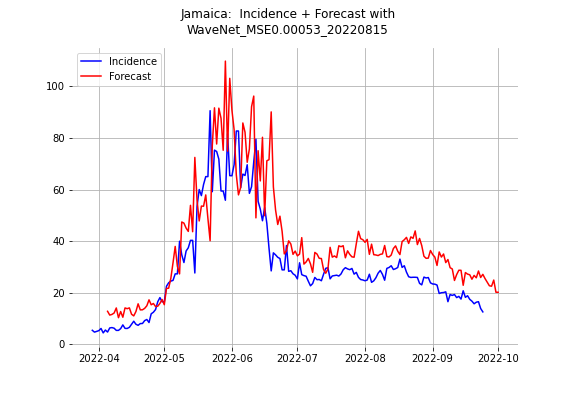 Jamaica:  Incidence + Forecast with
WaveNet_MSE0.00053_20220815
Incidence
Forecast
100
80
60
40
20
0
2022-04 2022-05 2022-06 2022-07 2022-08 2022-09 2022-10